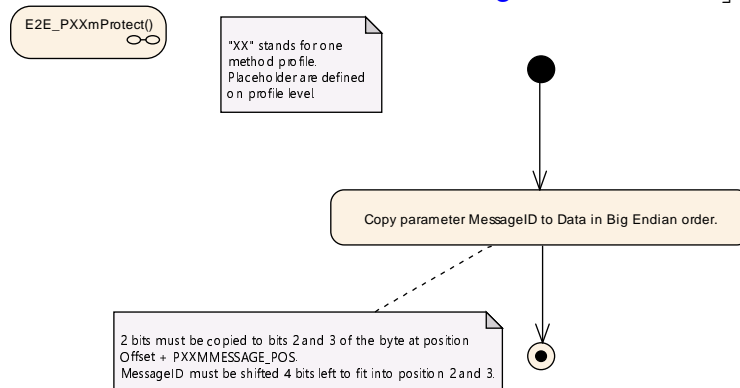 E2E_PXXmProtect()
"XX" stands for one
method profile.
Placeholder are defined
on profile level
Copy parameter MessageID to Data in Big Endian order.
2 bits must be copied to bits 2 and 3 of the byte at position
Offset + PXXMMESSAGE_POS.
MessageID must be shifted 4 bits left to fit into position 2 and 3.